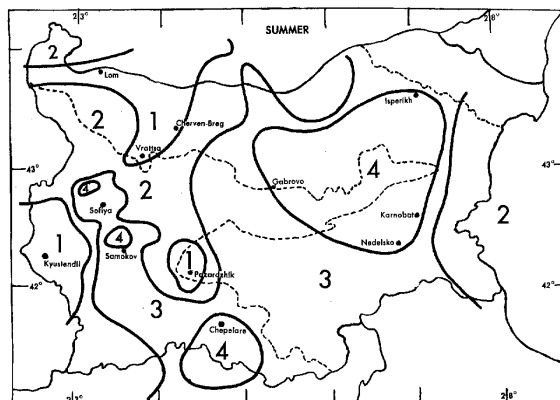 23° 28°
SUMMER
2
Lom
Isperikh
2 1 Cherven-Breg
Vratsa
43° 43°
2 4
4 Gabrovo
Sofiya
Karnobat 2
4
1 Samokov Nedelsko
Kyustendil 1
Pazardzhik
42° 3 42°
3
Chepelare
4
23° 28°